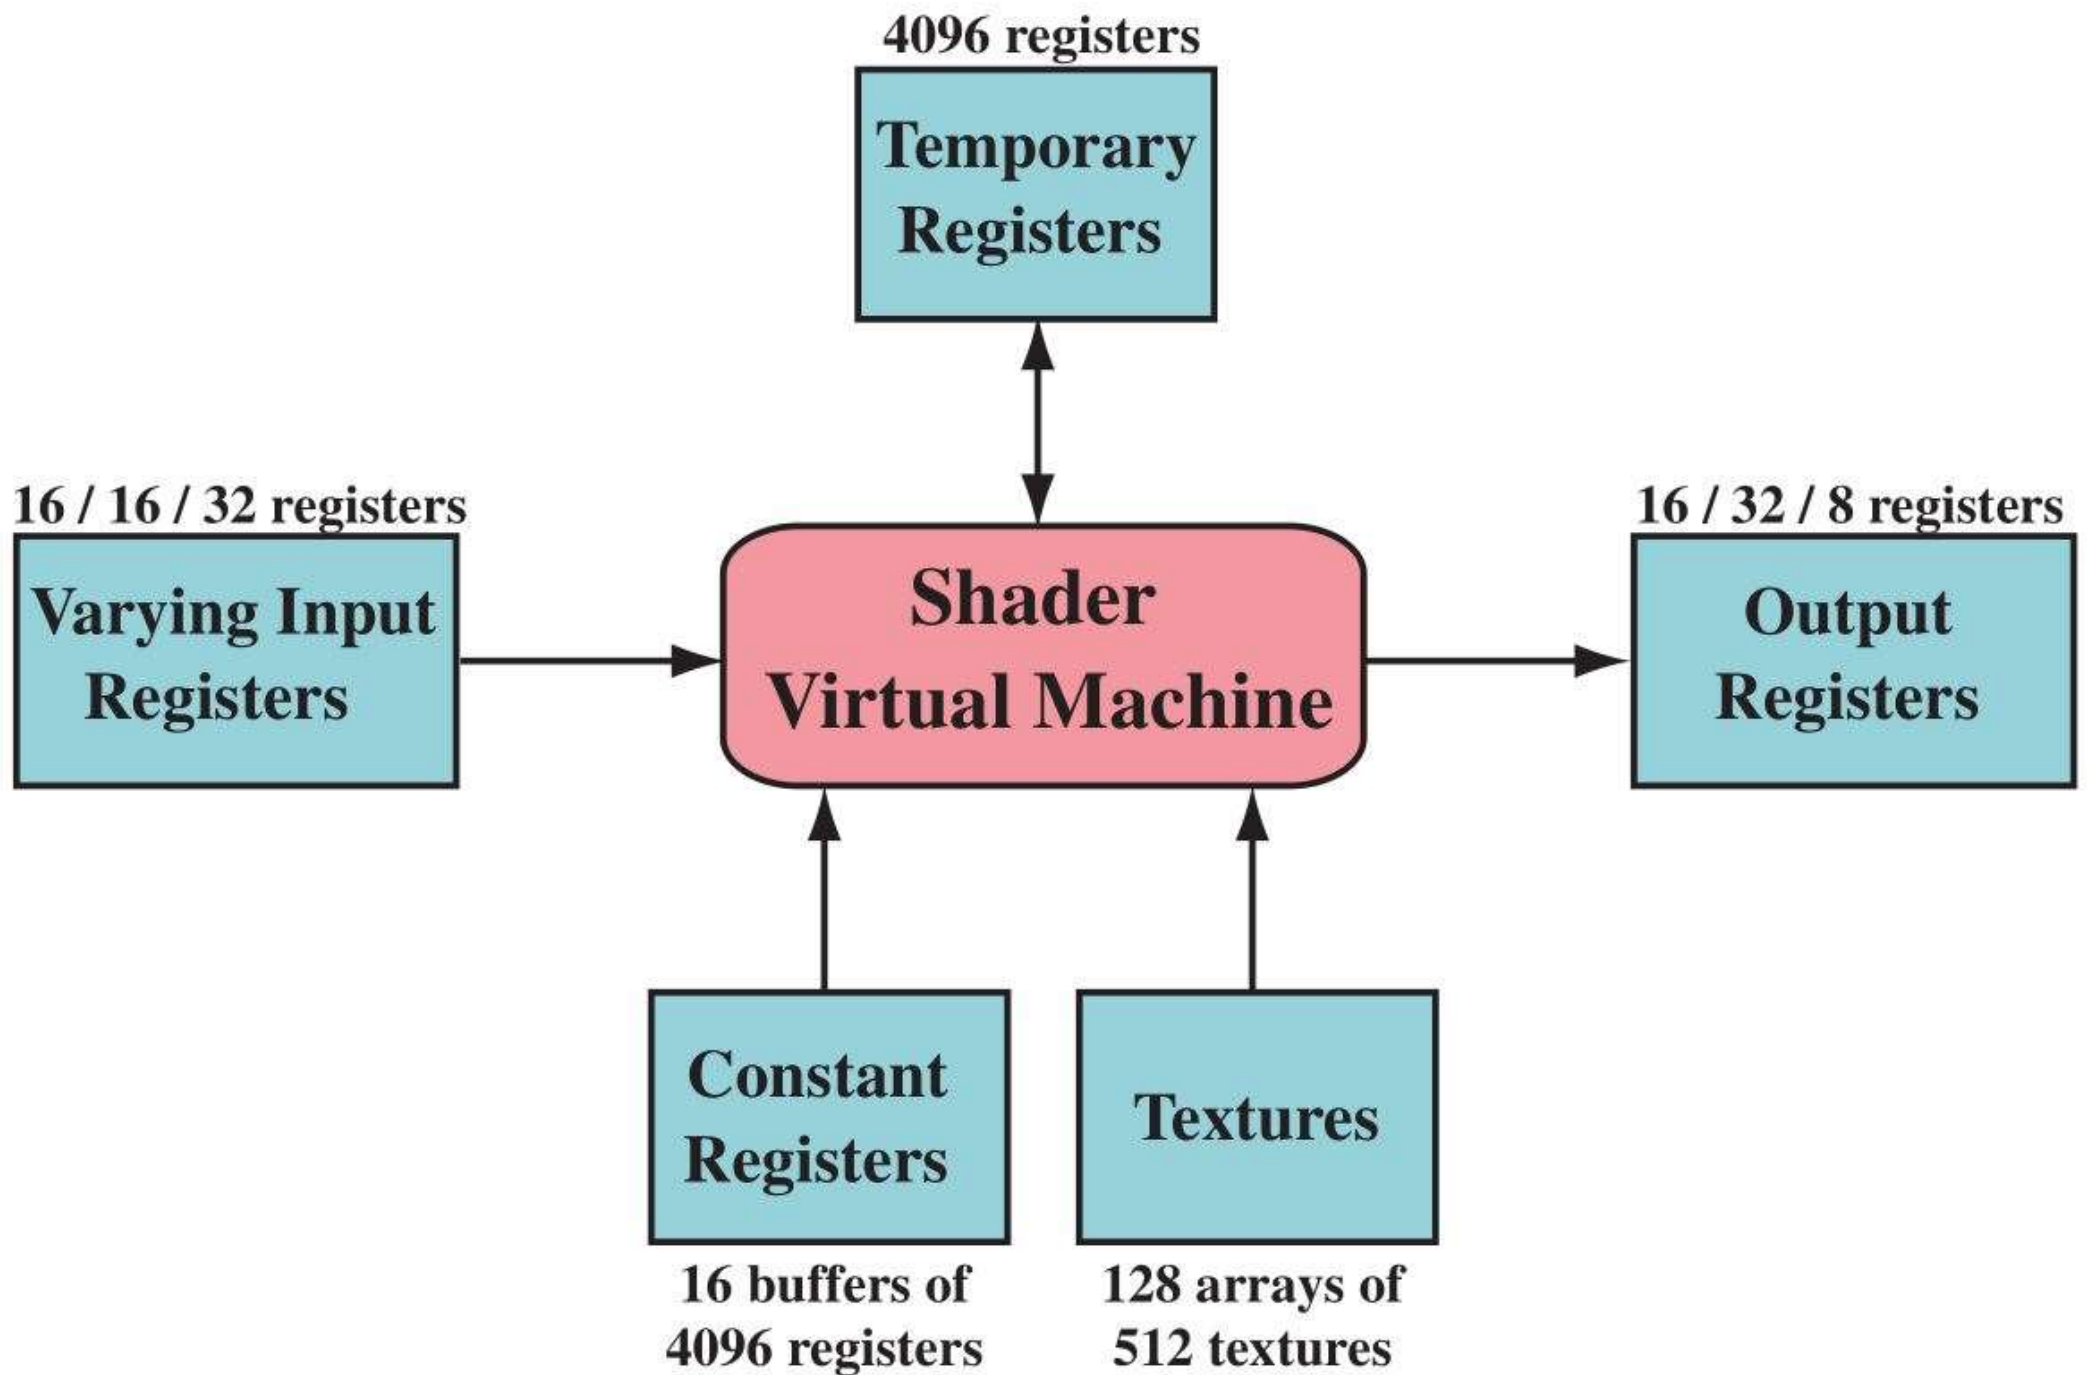 4096 registers
Temporary
Registers
16 / 16 / 32 registers
Varying Input
Registers
Shader
Virtual Machine
16 / 32 / 8 registers
Output
Registers
Constant
Registers
16 buffers of
4096 registers
Textures
128 arrays of
512 textures